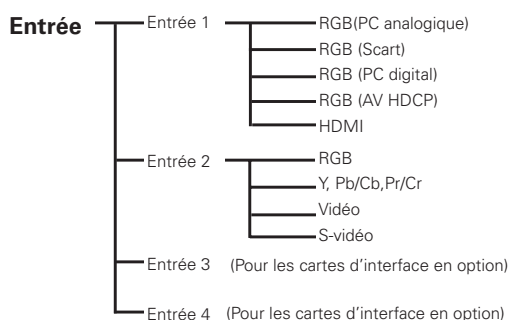 Entrée
Entrée 1
RGB(PC analogique)
RGB (Scart)
RGB (PC digital)
RGB (AV HDCP)
HDMI
Entrée 2
RGB
Y, Pb/Cb,Pr/Cr
Vidéo
S-vidéo
Entrée 3 (Pour les cartes d'interface en option)
Entrée 4 (Pour les cartes d'interface en option)